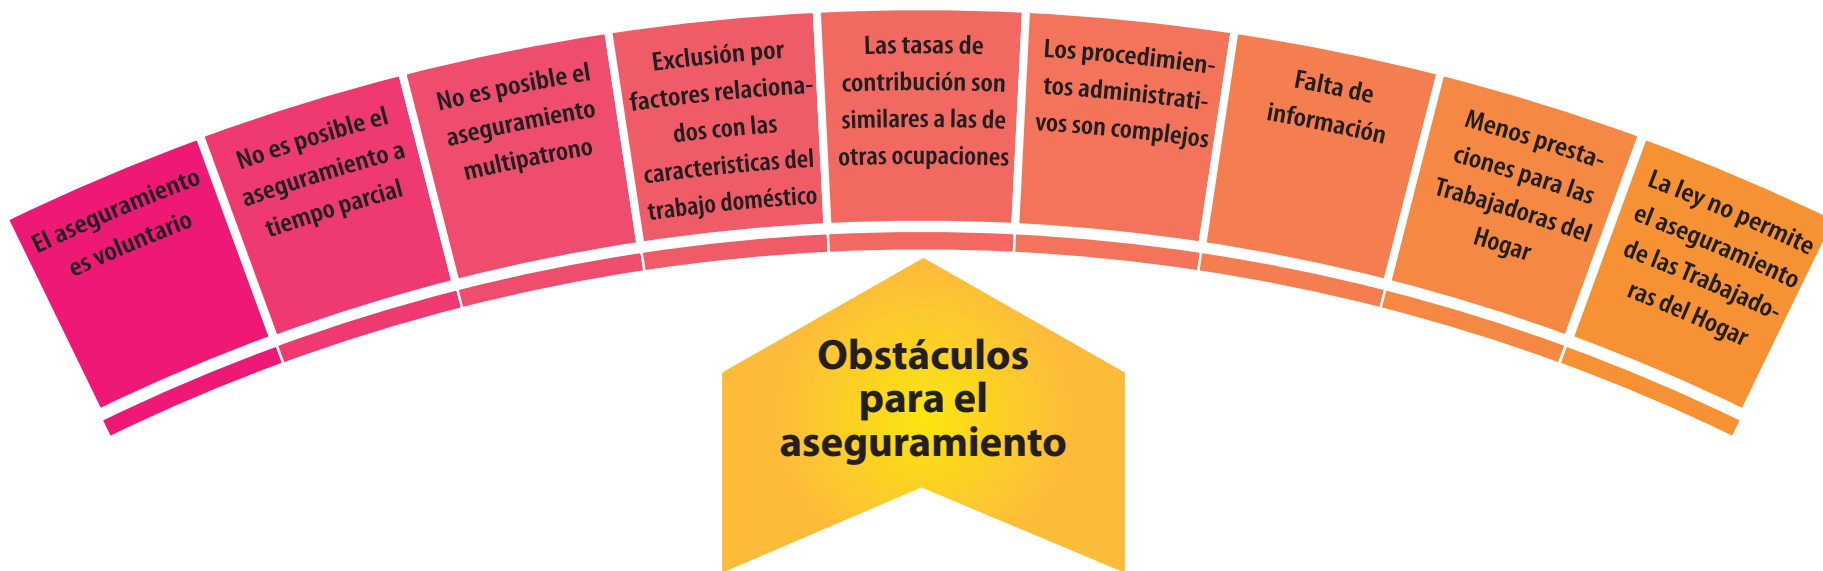 El aseguramiento
es voluntario
No es posible el
aseguramiento a
tiempo parcial
No es posible el
aseguramiento
multipatrono
Exclusión por
factores relaciona-
dos con las
caracteristicas del
trabajo doméstico
Las tasas de
contribución son
similares a las de
otras ocupaciones
Los procedimien-
tos administrati-
vos son complejos
Falta de
información
Menos presta-
ciones para las
Trabajadoras del
Hogar
La ley no permite
el aseguramiento
de las Trabajado-
ras del Hogar
Obstáculos
para el
aseguramiento